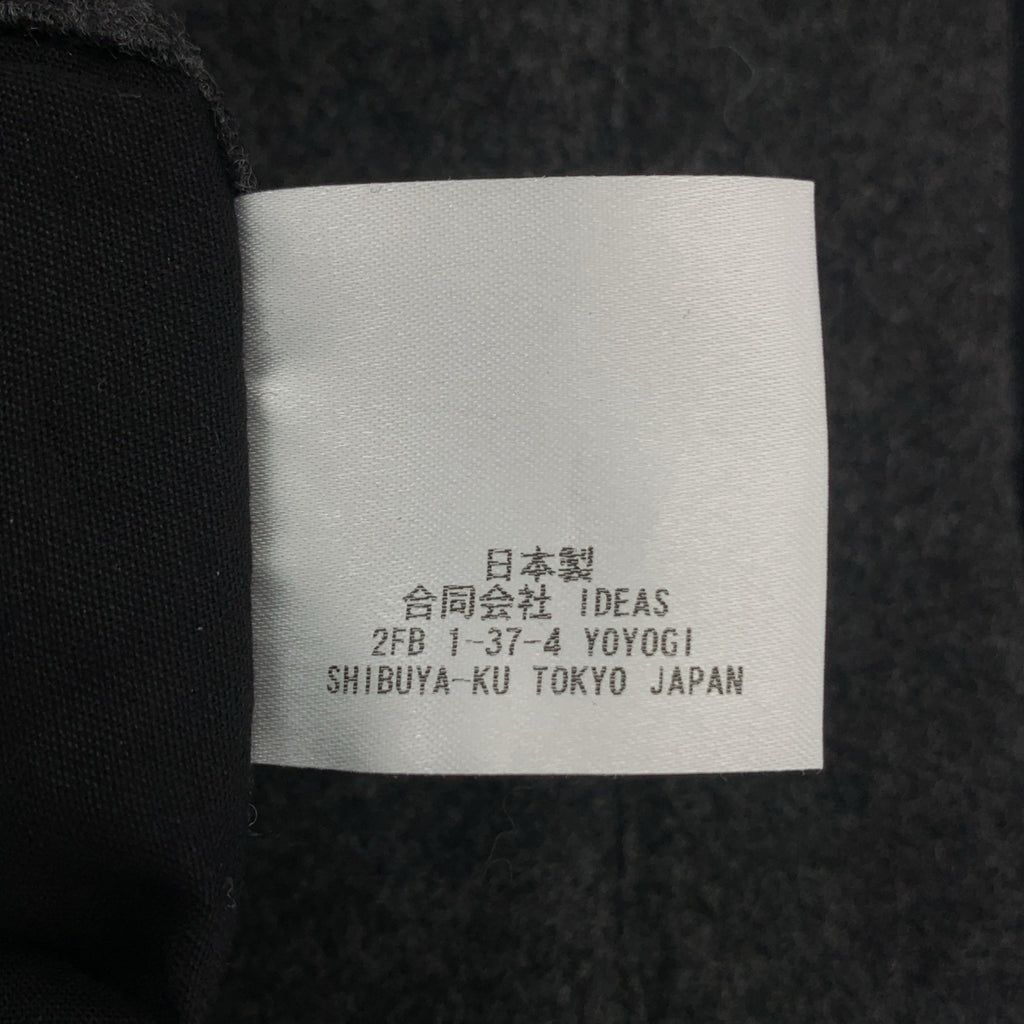 日本製
合同会社 IDEAS
2FB 1-37-4 YOYOGI
SHIBUYA-KU TOKYO JAPAN